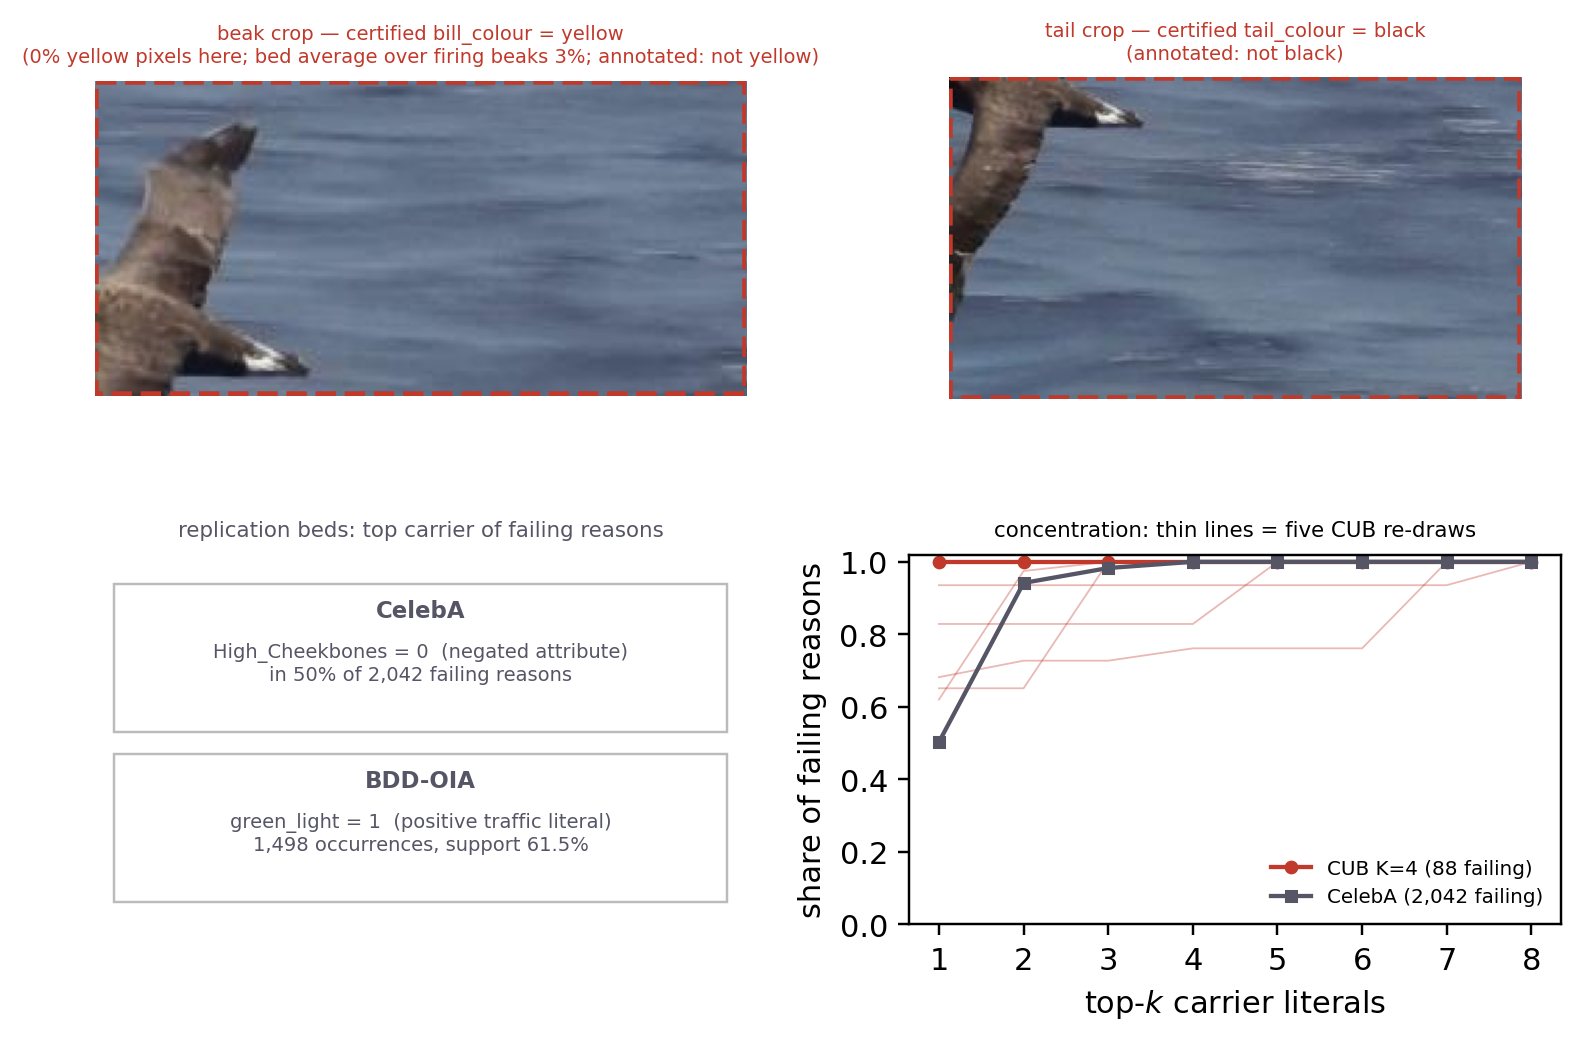 beak crop — certified bill_colour = yellow
(0% yellow pixels here; bed average over firing beaks 3%; annotated: not yellow)
tail crop — certified tail_colour = black
(annotated: not black)
replication beds: top carrier of failing reasons
CelebA
High_Cheekbones = 0  (negated attribute)
in 50% of 2,042 failing reasons
BDD-OIA
green_light = 1  (positive traffic literal)
1,498 occurrences, support 61.5%
concentration: thin lines = five CUB re-draws
share of failing reasons
1.0
0.8
0.6
0.4
0.2
0.0
CUB K=4 (88 failing)
CelebA (2,042 failing)
1 2 3 4 5 6 7 8
top-k carrier literals